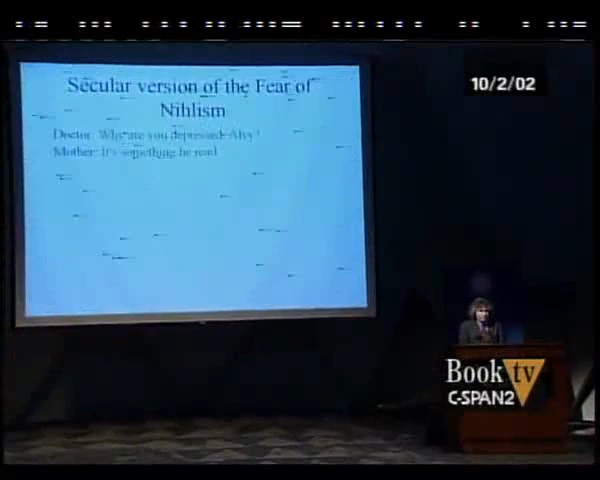 10/2/02
Secular version of the Fear of
Nihlism
Doctor: Why are you depressed, Alvy?
Mother: It's something he read.
Book tv
C-SPAN2